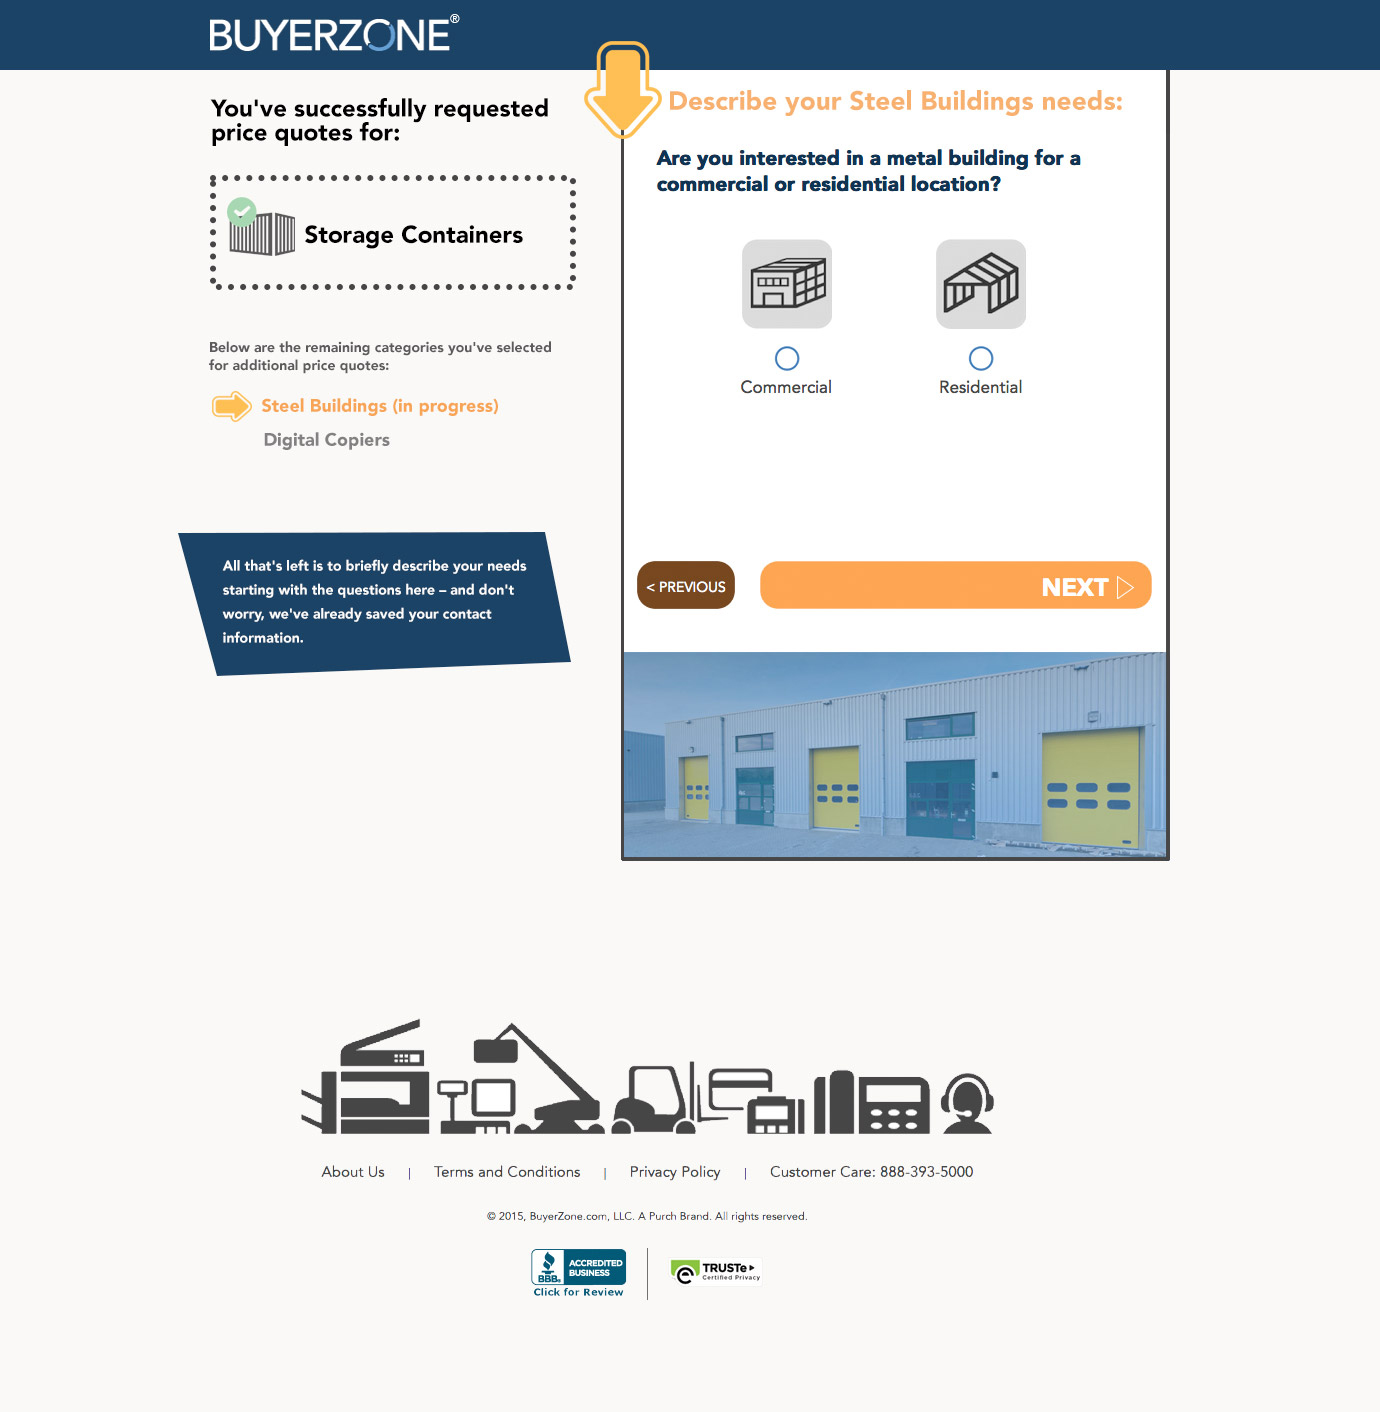 BUYERZONE®
You've successfully requested
price quotes for:
Storage Containers
Below are the remaining categories you've selected
for additional price quotes:
Steel Buildings (in progress)
Digital Copiers
All that's left is to briefly describe your needs
starting with the questions here – and don't
worry, we've already saved your contact
information.
Describe your Steel Buildings needs:
Are you interested in a metal building for a
commercial or residential location?
Commercial
Residential
< PREVIOUS
NEXT
About Us | Terms and Conditions | Privacy Policy | Customer Care: 888-393-5000
© 2015, BuyerZone.com, LLC. A Purch Brand. All rights reserved.
BBB.
ACCREDITED
BUSINESS
Click for Review
TRUSTe
Certified Privacy